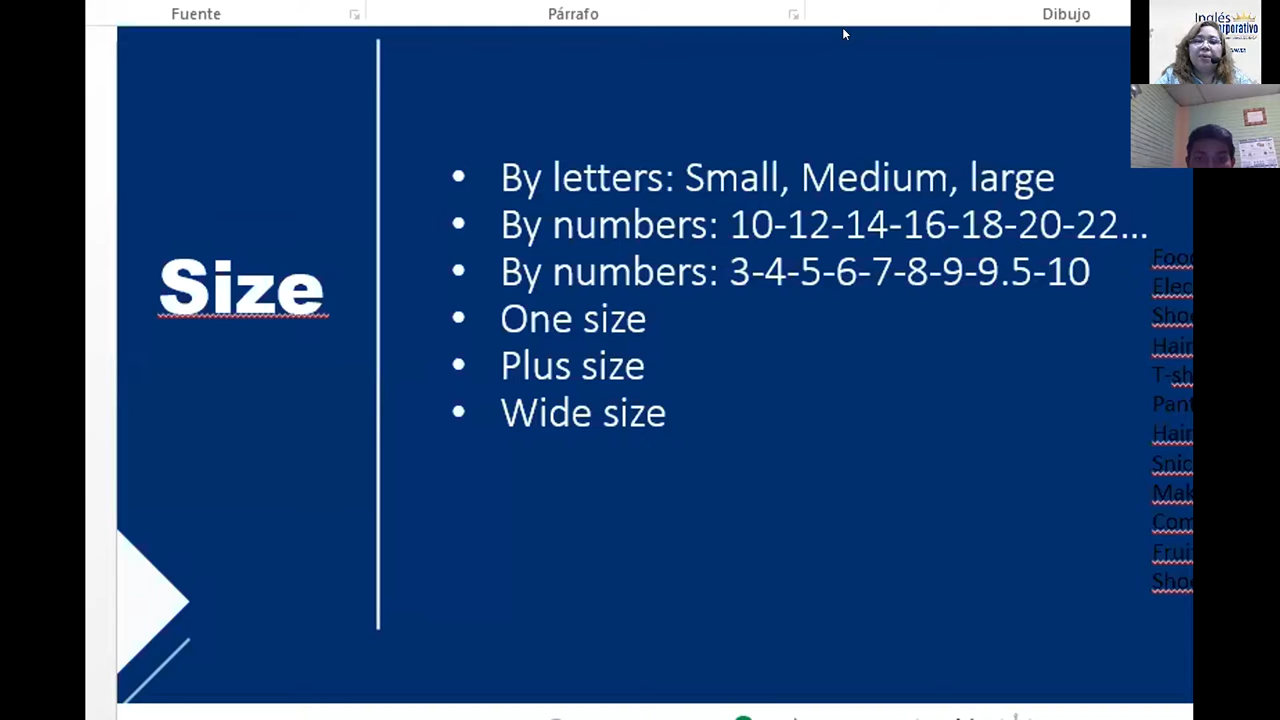 Fuente Párrafo Dibujo
Inglés
Size
• By letters: Small, Medium, large
• By numbers: 10-12-14-16-18-20-22...
• By numbers: 3-4-5-6-7-8-9-9.5-10
• One size
• Plus size
• Wide size